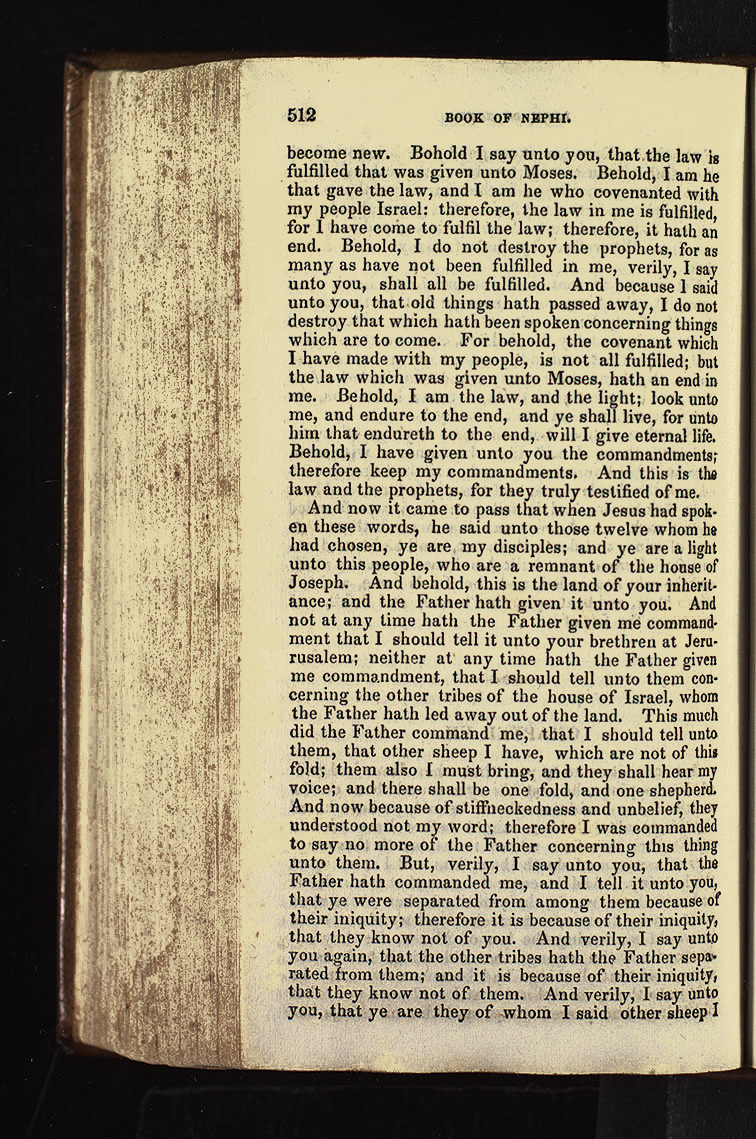 512 BOOK OF NEPHI.
become new. Bohold I say unto you, that the law is
fulfilled that was given unto Moses. Behold, I am he
that gave the law, and I am he who covenanted with
my people Israel: therefore, the law in me is fulfilled,
for I have come to fulfil the law; therefore, it hath an
end. Behold, I do not destroy the prophets, for as
many as have not been fulfilled in me, verily, I say
unto you, shall all be fulfilled. And because I said
unto you, that old things hath passed away, I do not
destroy that which hath been spoken concerning things
which are to come. For behold, the covenant which
I have made with my people, is not all fulfilled; but
the law which was given unto Moses, hath an end in
me. Behold, I am the law, and the light; look unto
me, and endure to the end, and ye shall live, for unto
him that endureth to the end, will I give eternal life.
Behold, I have given unto you the commandments;
therefore keep my commandments. And this is the
law and the prophets, for they truly testified of me.
And now it came to pass that when Jesus had spok-
en these words, he said unto those twelve whom he
had chosen, ye are my disciples; and ye are a light
unto this people, who are a remnant of the house of
Joseph. And behold, this is the land of your inherit-
ance; and the Father hath given it unto you. And
not at any time hath the Father given me command-
ment that I should tell it unto your brethren at Jeru-
rusalem; neither at any time hath the Father given
me commandment, that I should tell unto them con-
cerning the other tribes of the house of Israel, whom
the Father hath led away out of the land. This much
did the Father command me, that I should tell unto
them, that other sheep I have, which are not of this
fold; them also I must bring, and they shall hear my
voice; and there shall be one fold, and one shepherd.
And now because of stiffneckedness and unbelief, they
understood not my word; therefore I was commanded
to say no more of the Father concerning this thing
unto them. But, verily, I say unto you, that the
Father hath commanded me, and I tell it unto you,
that ye were separated from among them because of
their iniquity; therefore it is because of their iniquity,
that they know not of you. And verily, I say unto
you again, that the other tribes hath the Father sepa-
rated from them; and it is because of their iniquity,
that they know not of them. And verily, I say unto
you, that ye are they of whom I said other sheep I